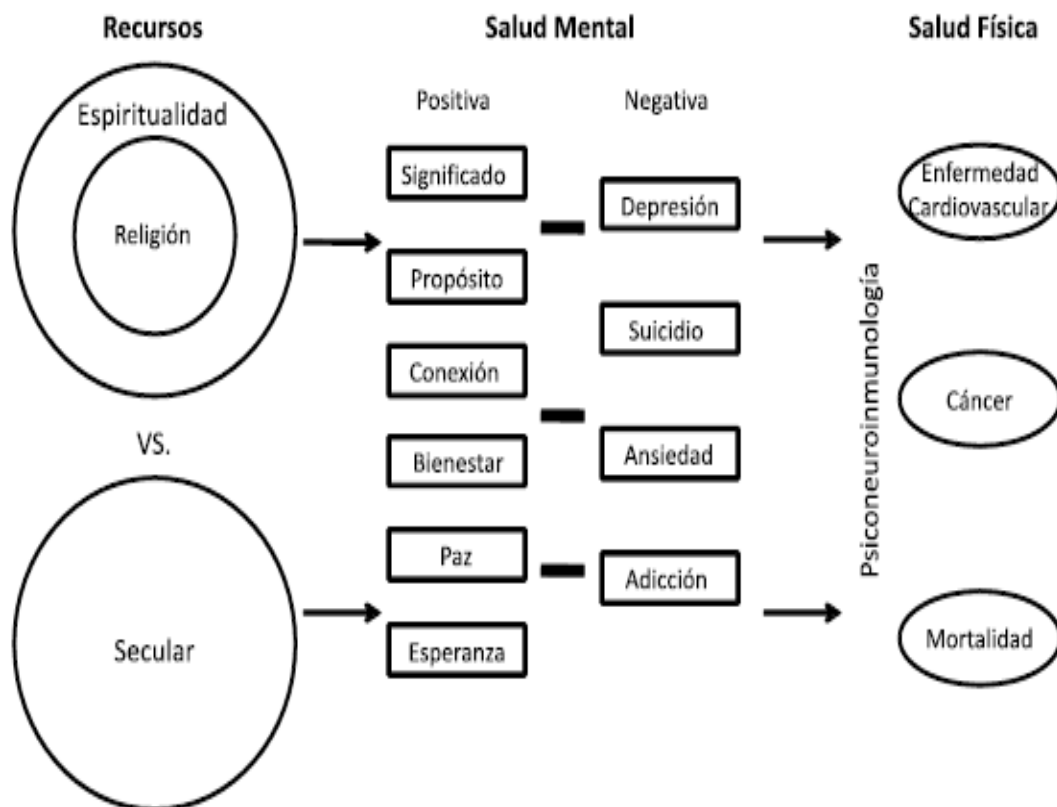 Recursos
Salud Mental
Salud Física
Espiritualidad
Religión
VS.
Secular
Positiva
Significado
Propósito
Conexión
Bienestar
Paz
Esperanza
Negativa
Depresión
Suicidio
Ansiedad
Adicción
Psiconeuroinmunología
Enfermedad
Cardiovascular
Cáncer
Mortalidad